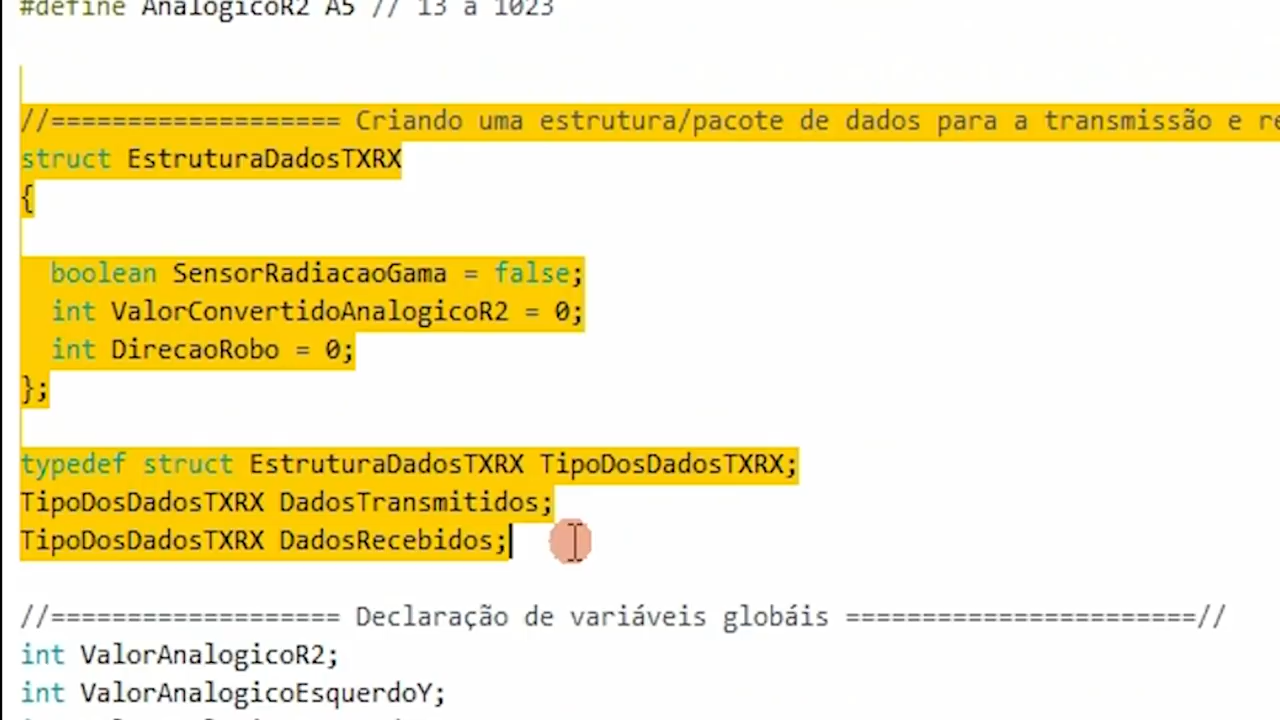 #define AnalogicoR2 A5 // 13 a 1023
//=================== Criando uma estrutura/pacote de dados para a transmissão e
struct EstruturaDadosTXRX
{
boolean SensorRadiacaoGama = false;
int ValorConvertidoAnalogicoR2 = 0;
int DirecaoRobo = 0;
};
typedef struct EstruturaDadosTXRX TipoDosDadosTXRX;
TipoDosDadosTXRX DadosTransmitidos;
TipoDosDadosTXRX DadosRecebidos;
//=================== Declaração de variáveis globáis =======================//
int ValorAnalogicoR2;
int ValorAnalogicoEsquerdoY;